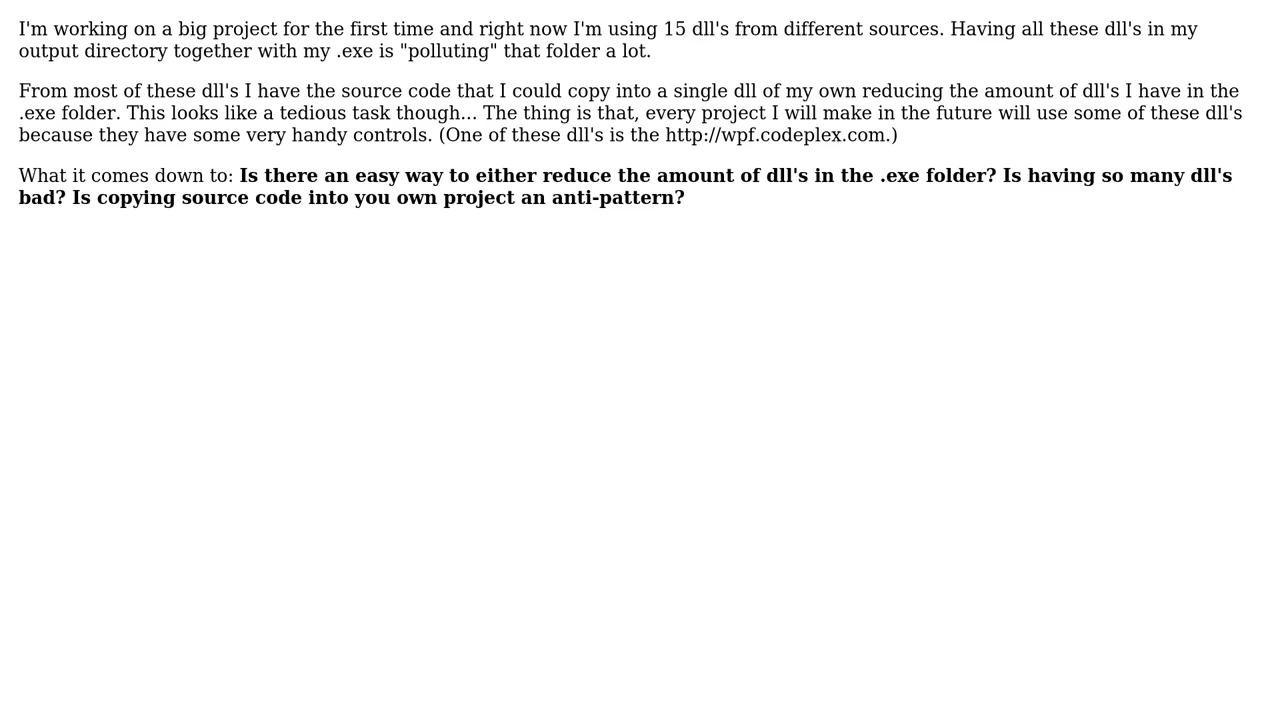 I'm working on a big project for the first time and right now I'm using 15 dll's from different sources. Having all these dll's in my
output directory together with my .exe is "polluting" that folder a lot.
From most of these dll's I have the source code that I could copy into a single dll of my own reducing the amount of dll's I have in the
.exe folder. This looks like a tedious task though... The thing is that, every project I will make in the future will use some of these dll's
because they have some very handy controls. (One of these dll's is the http://wpf.codeplex.com.)
What it comes down to: Is there an easy way to either reduce the amount of dll's in the .exe folder? Is having so many dll's
bad? Is copying source code into you own project an anti-pattern?